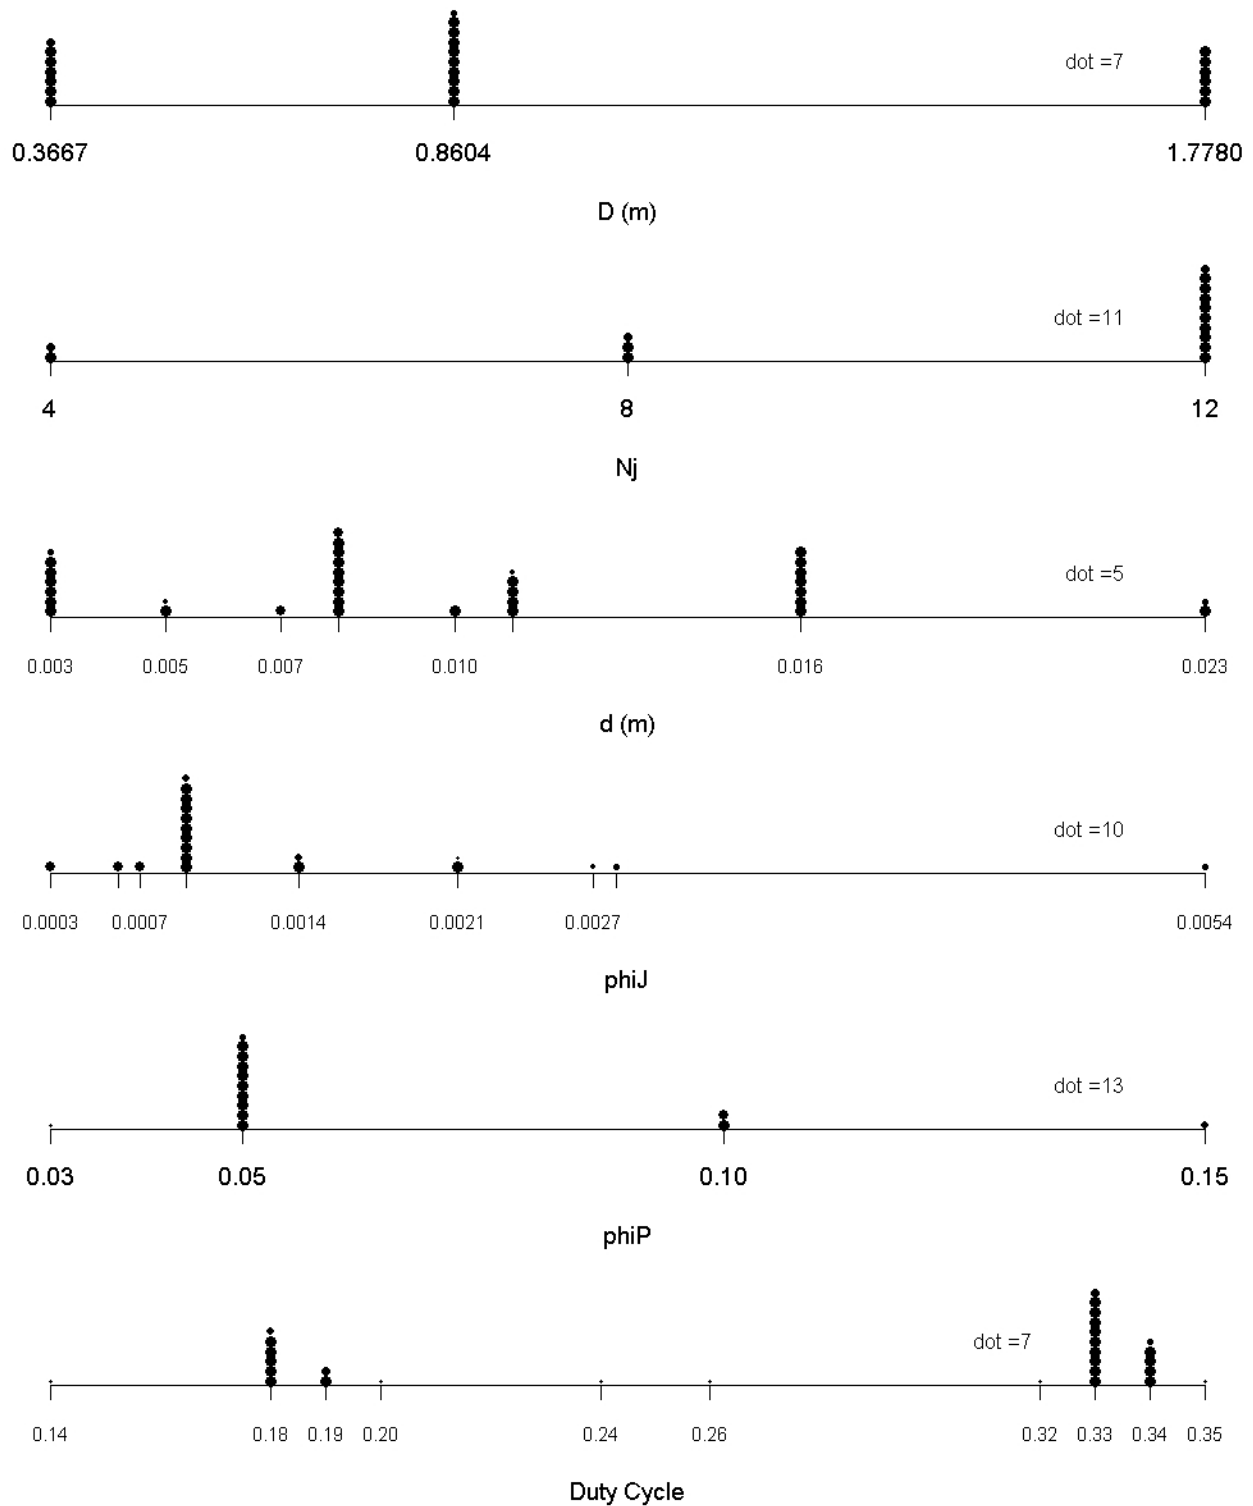 dot =7
0.3667 0.8604 1.7780
D (m)
dot =11
4 8 12
Nj
dot =5
0.003 0.005 0.007 0.010 0.016 0.023
d (m)
dot =10
0.0003 0.0007 0.0014 0.0021 0.0027 0.0054
phiJ
dot =13
0.03 0.05 0.10 0.15
phiP
dot =7
0.14 0.18 0.19 0.20 0.24 0.26 0.32 0.33 0.34 0.35
Duty Cycle